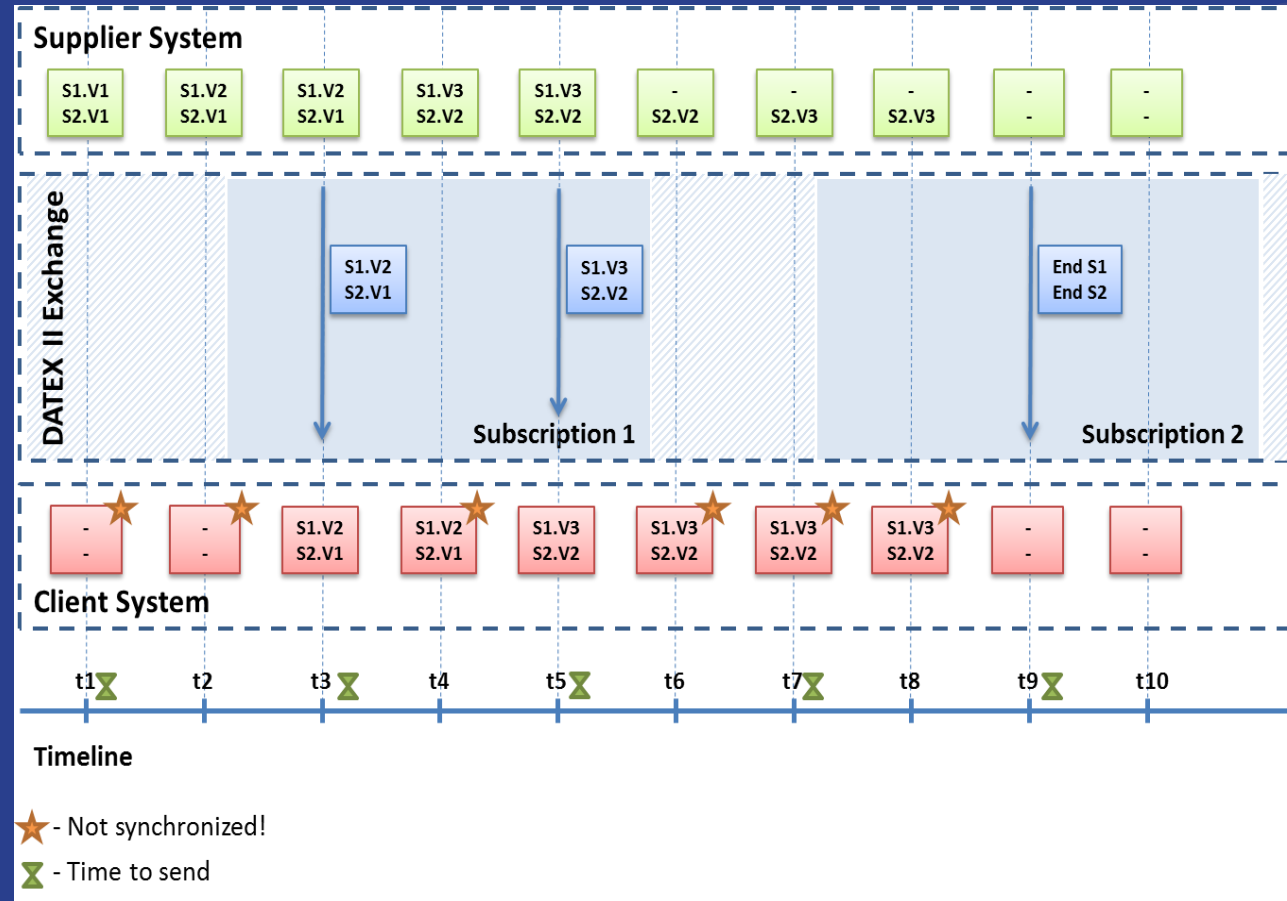 Supplier System
S1.V1 S1.V2 S1.V2 S1.V3 S1.V3 - - - - -
S2.V1 S2.V1 S2.V1 S2.V2 S2.V2 S2.V2 S2.V3 S2.V3 - -
DATEX II Exchange
S1.V2 S1.V3 End S1
S2.V1 S2.V2 End S2
Subscription 1 Subscription 2
- - S1.V2 S1.V2 S1.V3 S1.V3 S1.V3 S1.V3 - -
- - S2.V1 S2.V1 S2.V2 S2.V2 S2.V2 S2.V2 - -
Client System
t1 t2 t3 t4 t5 t6 t7 t8 t9 t10
Timeline
- Not synchronized!
- Time to send